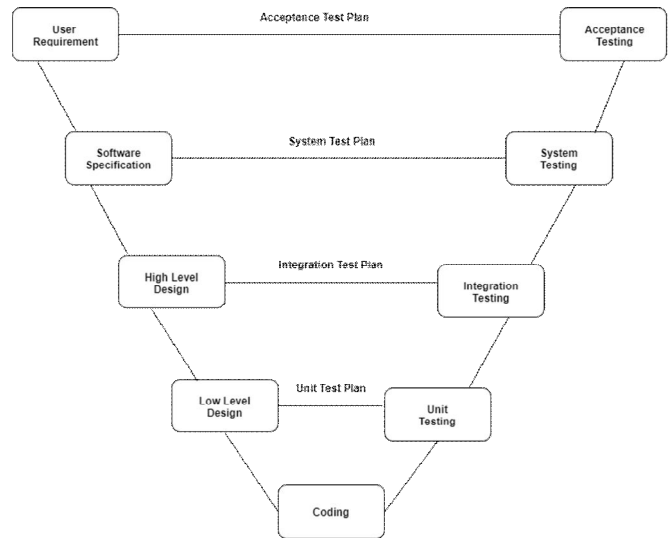 Acceptance Test Plan
User
Requirement
Acceptance
Testing
System Test Plan
Software
Specification
System
Testing
Integration Test Plan
High Level
Design
Integration
Testing
Unit Test Plan
Low Level
Design
Unit
Testing
Coding